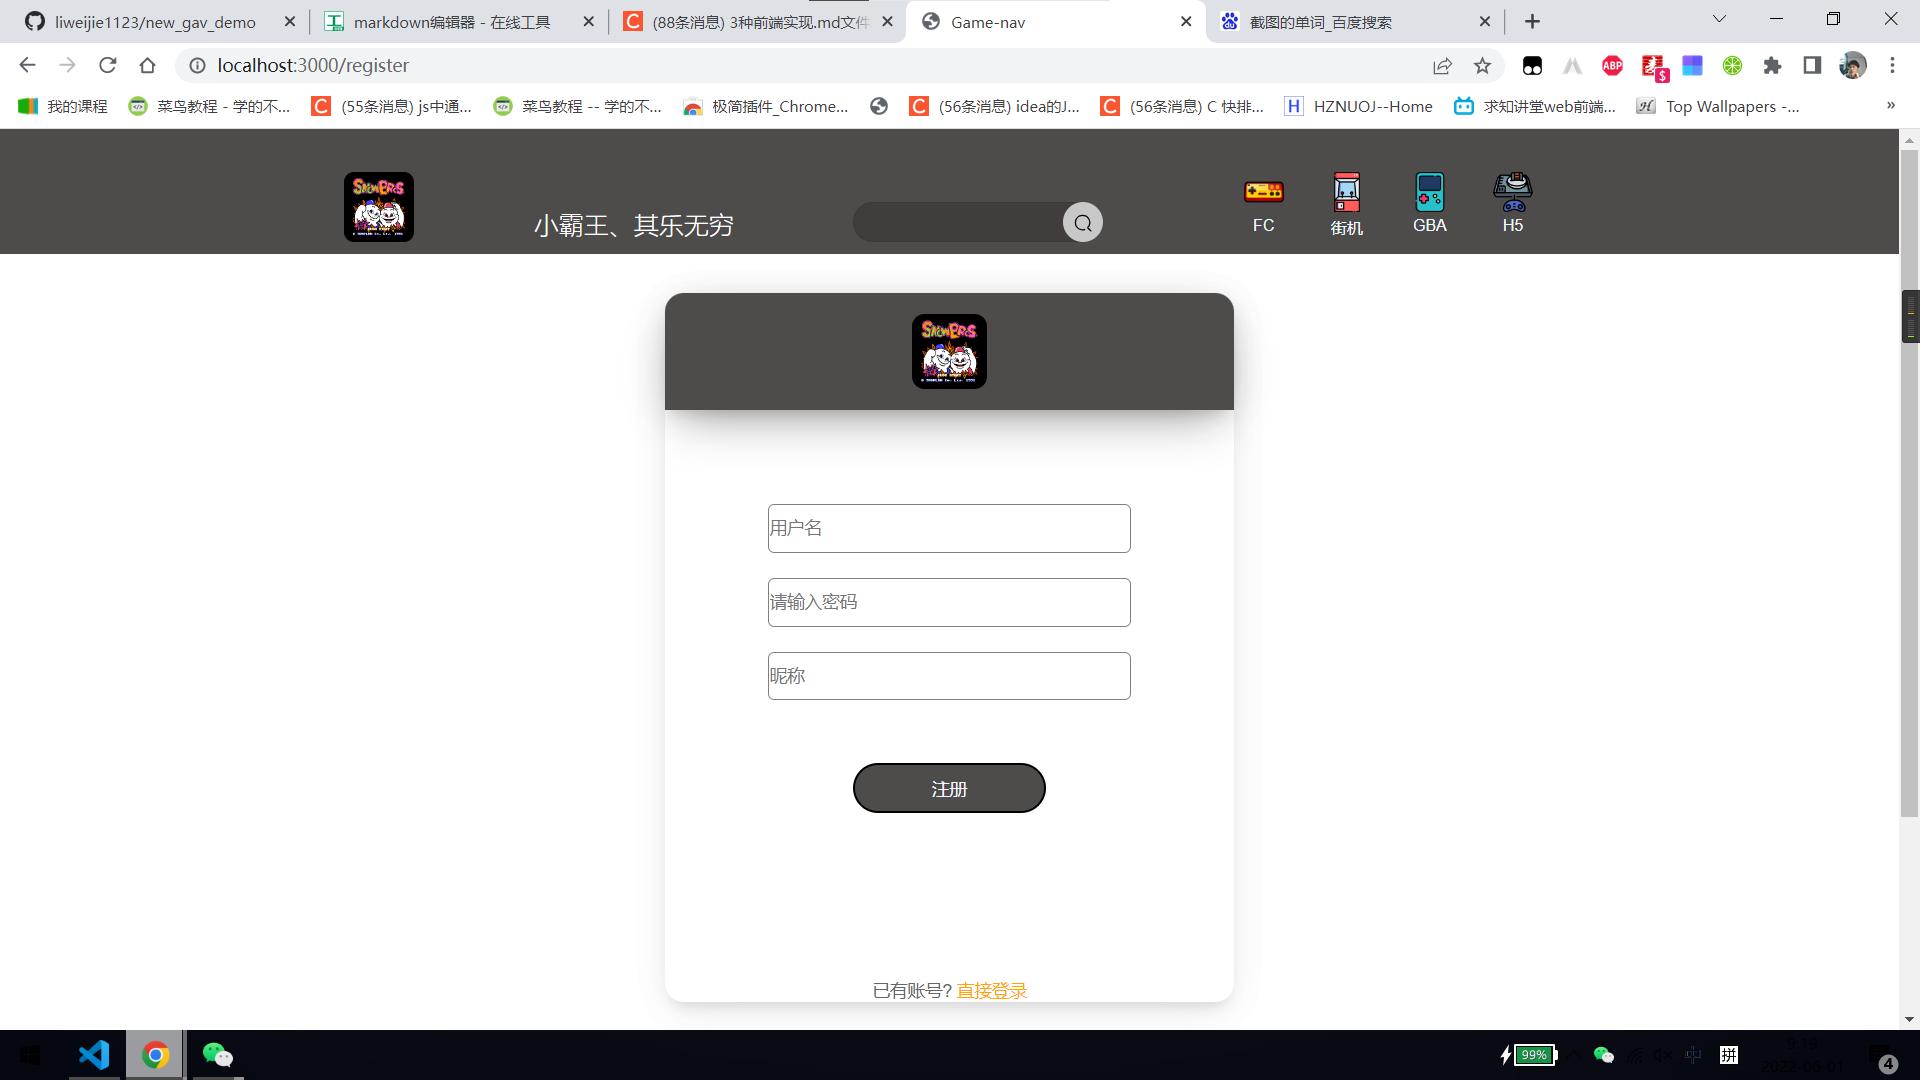 liweijie1123/new_gav_demo
markdown编辑器 - 在线工具
(88条消息) 3种前端实现.md文件
Game-nav
截图的单词_百度搜索
localhost:3000/register
ABP
$
我的课程
菜鸟教程 - 学的不...
(55条消息) js中通...
菜鸟教程 -- 学的不...
极简插件_Chrome...
(56条消息) idea的J...
(56条消息) C 快排...
HZNUOJ--Home
求知讲堂web前端...
Top Wallpapers -...
»
小霸王、其乐无穷
FC
街机
GBA
H5
用户名
请输入密码
昵称
注册
已有账号? 直接登录
99%
中
拼
4